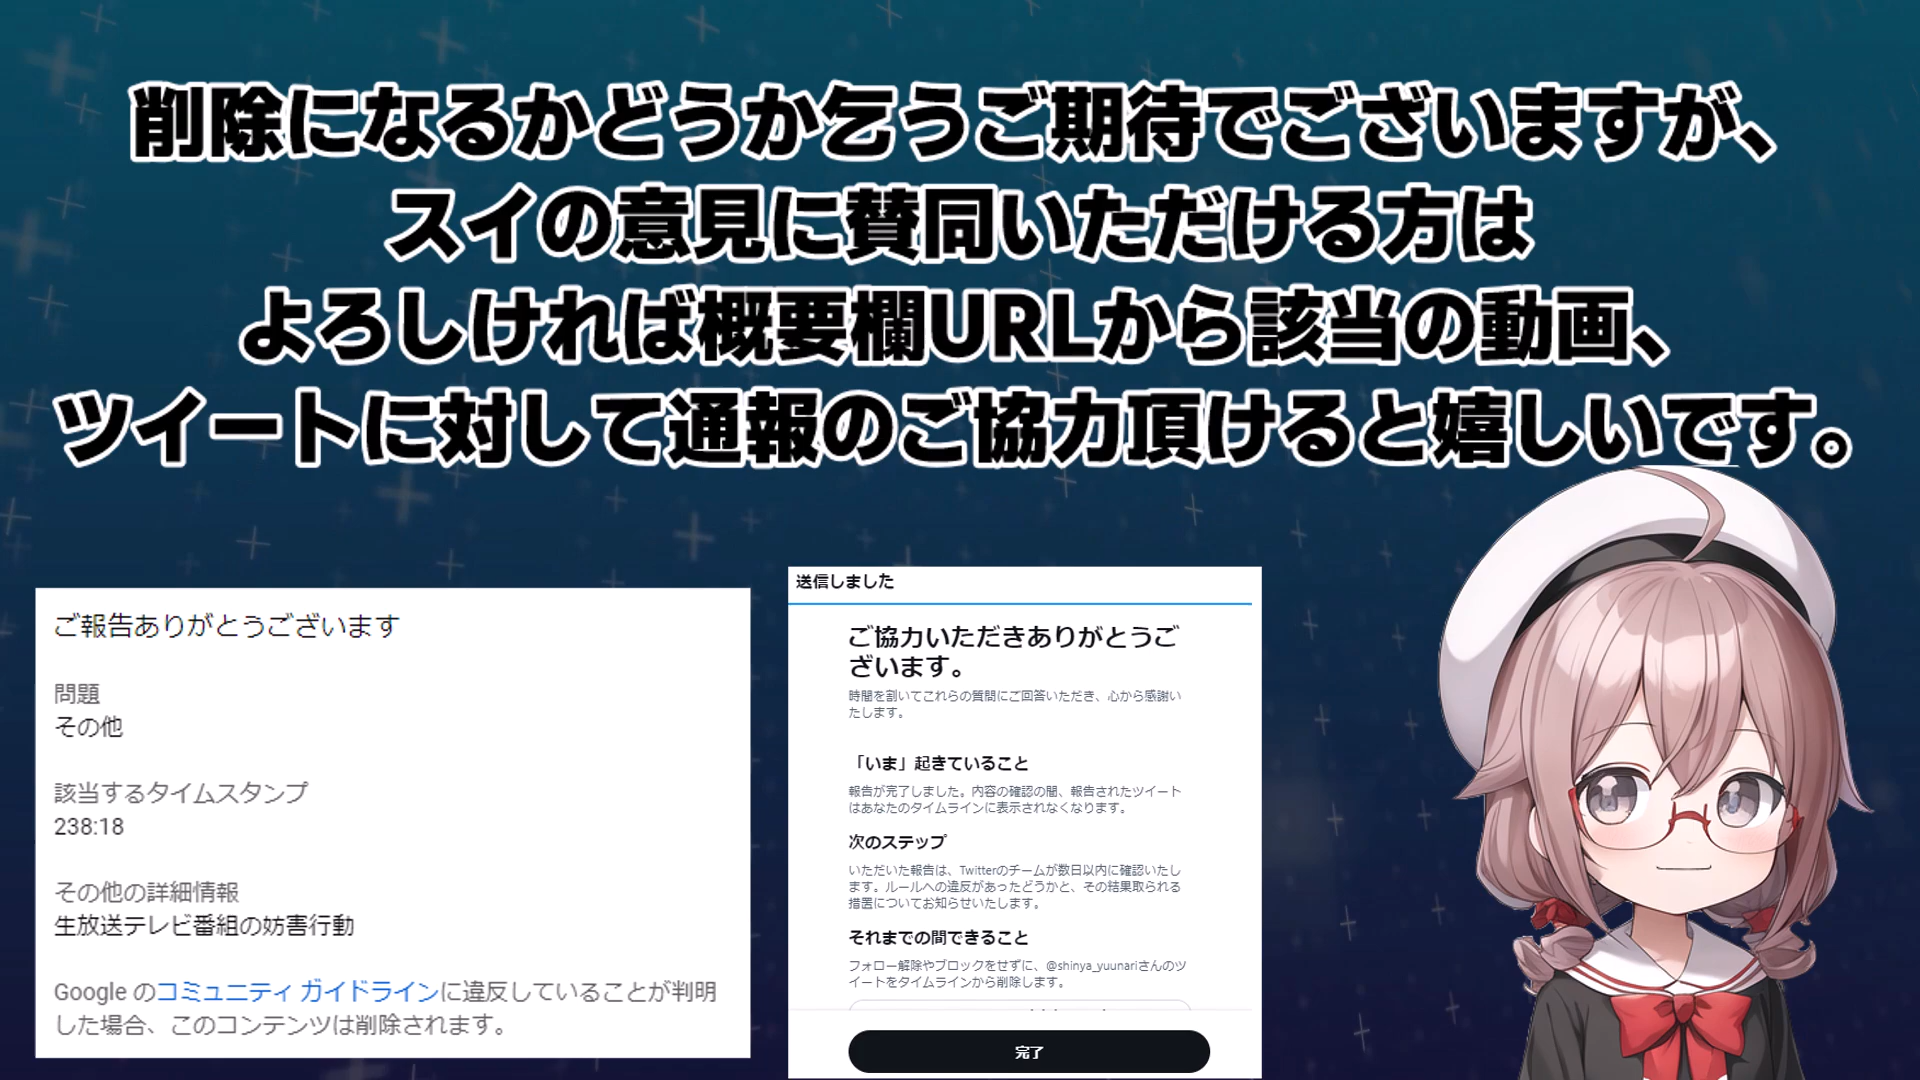 削除になるかどうか乞うご期待でございますが、
スイの意見に賛同いただける方は
よろしければ概要欄URLから該当の動画、
ツイートに対して通報のご協力頂けると嬉しいです。
ご報告ありがとうございます
問題
その他
該当するタイムスタンプ
238:18
その他の詳細情報
生放送テレビ番組の妨害行動
Google のコミュニティ ガイドラインに違反していることが判明
した場合、このコンテンツは削除されます。
送信しました
ご協力いただきありがとうご
ざいます。
時間を割いてこれらの質問にご回答いただき、心から感謝い
たします。
「いま」起きていること
報告が完了しました。内容の確認の間、報告されたツイート
はあなたのタイムラインに表示されなくなります。
次のステップ
いただいた報告は、Twitterのチームが数日以内に確認いたし
ます。ルールへの違反があったどうかと、その結果取られる
措置についてお知らせいたします。
それまでの間できること
フォロー解除やブロックをせずに、@shinya_yuunariさんのツ
イートをタイムラインから削除します。
完了